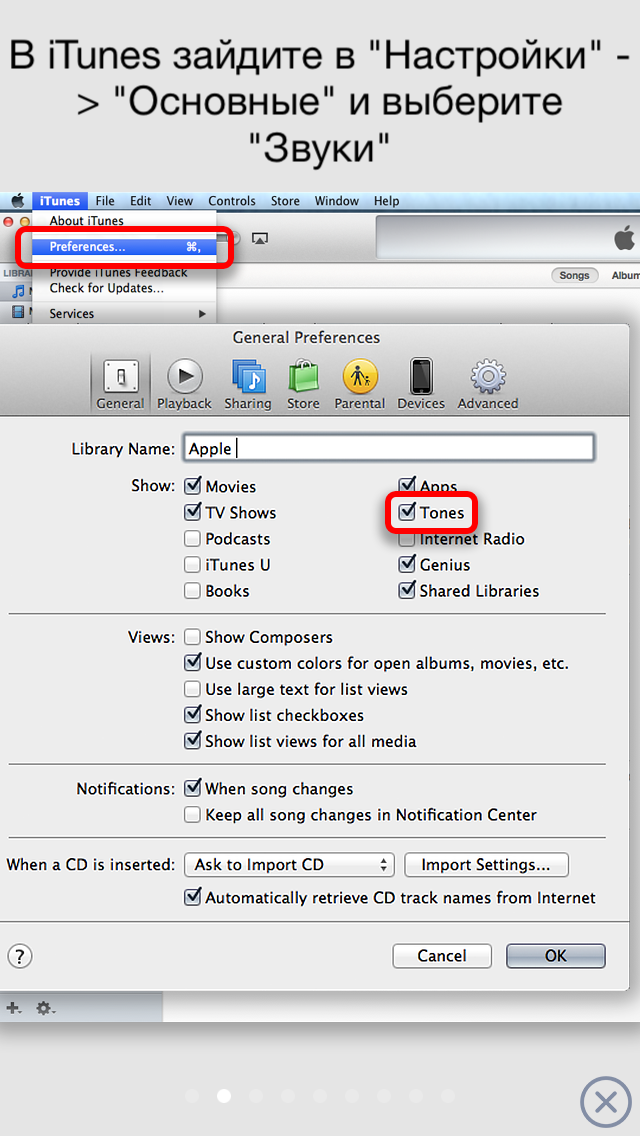 В iTunes зайдите в "Настройки" -
> "Основные" и выберите
"Звуки"
iTunes File Edit View Controls Store Window Help
About iTunes
Preferences... ⌘,
Provide iTunes Feedback
Check for Updates...
Services
Songs
General Preferences
General Playback Sharing Store Parental Devices Advanced
Library Name: Apple
Show: Movies Apps
TV Shows Tones
Podcasts Internet Radio
iTunes U Genius
Books Shared Libraries
Views: Show Composers
Use custom colors for open albums, movies, etc.
Use large text for list views
Show list checkboxes
Show list views for all media
Notifications: When song changes
Keep all song changes in Notification Center
When a CD is inserted: Ask to Import CD Import Settings...
Automatically retrieve CD track names from Internet
? Cancel OK